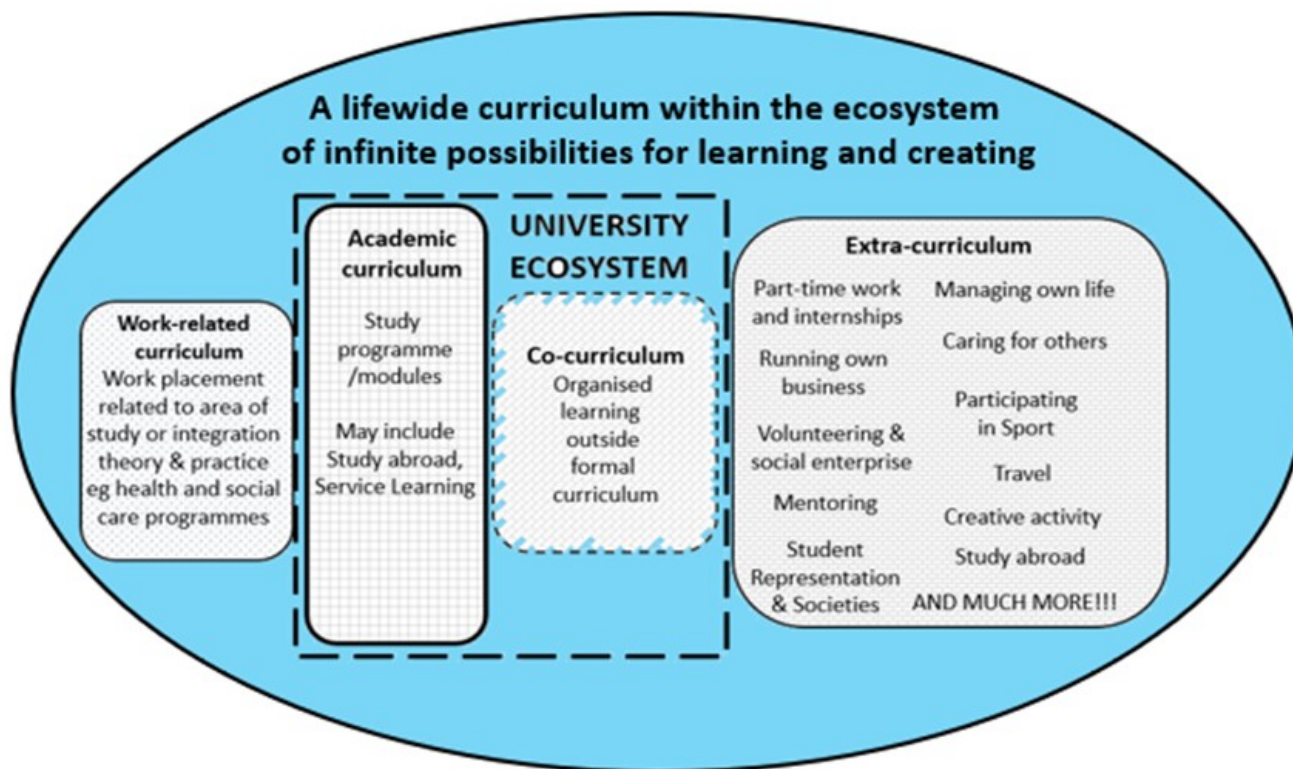 A lifewide curriculum within the ecosystem
of infinite possibilities for learning and creating
Work-related
curriculum
Work placement
related to area of
study or integration
theory & practice
eg health and social
care programmes
Academic
curriculum
Study
programme
/modules
May include
Study abroad,
Service Learning
UNIVERSITY
ECOSYSTEM
Co-curriculum
Organised
learning
outside
formal
curriculum
Extra-curriculum
Part-time work
and internships
Running own
business
Volunteering &
social enterprise
Mentoring
Student
Representation
& Societies
Managing own life
Caring for others
Participating
in Sport
Travel
Creative activity
Study abroad
AND MUCH MORE!!!